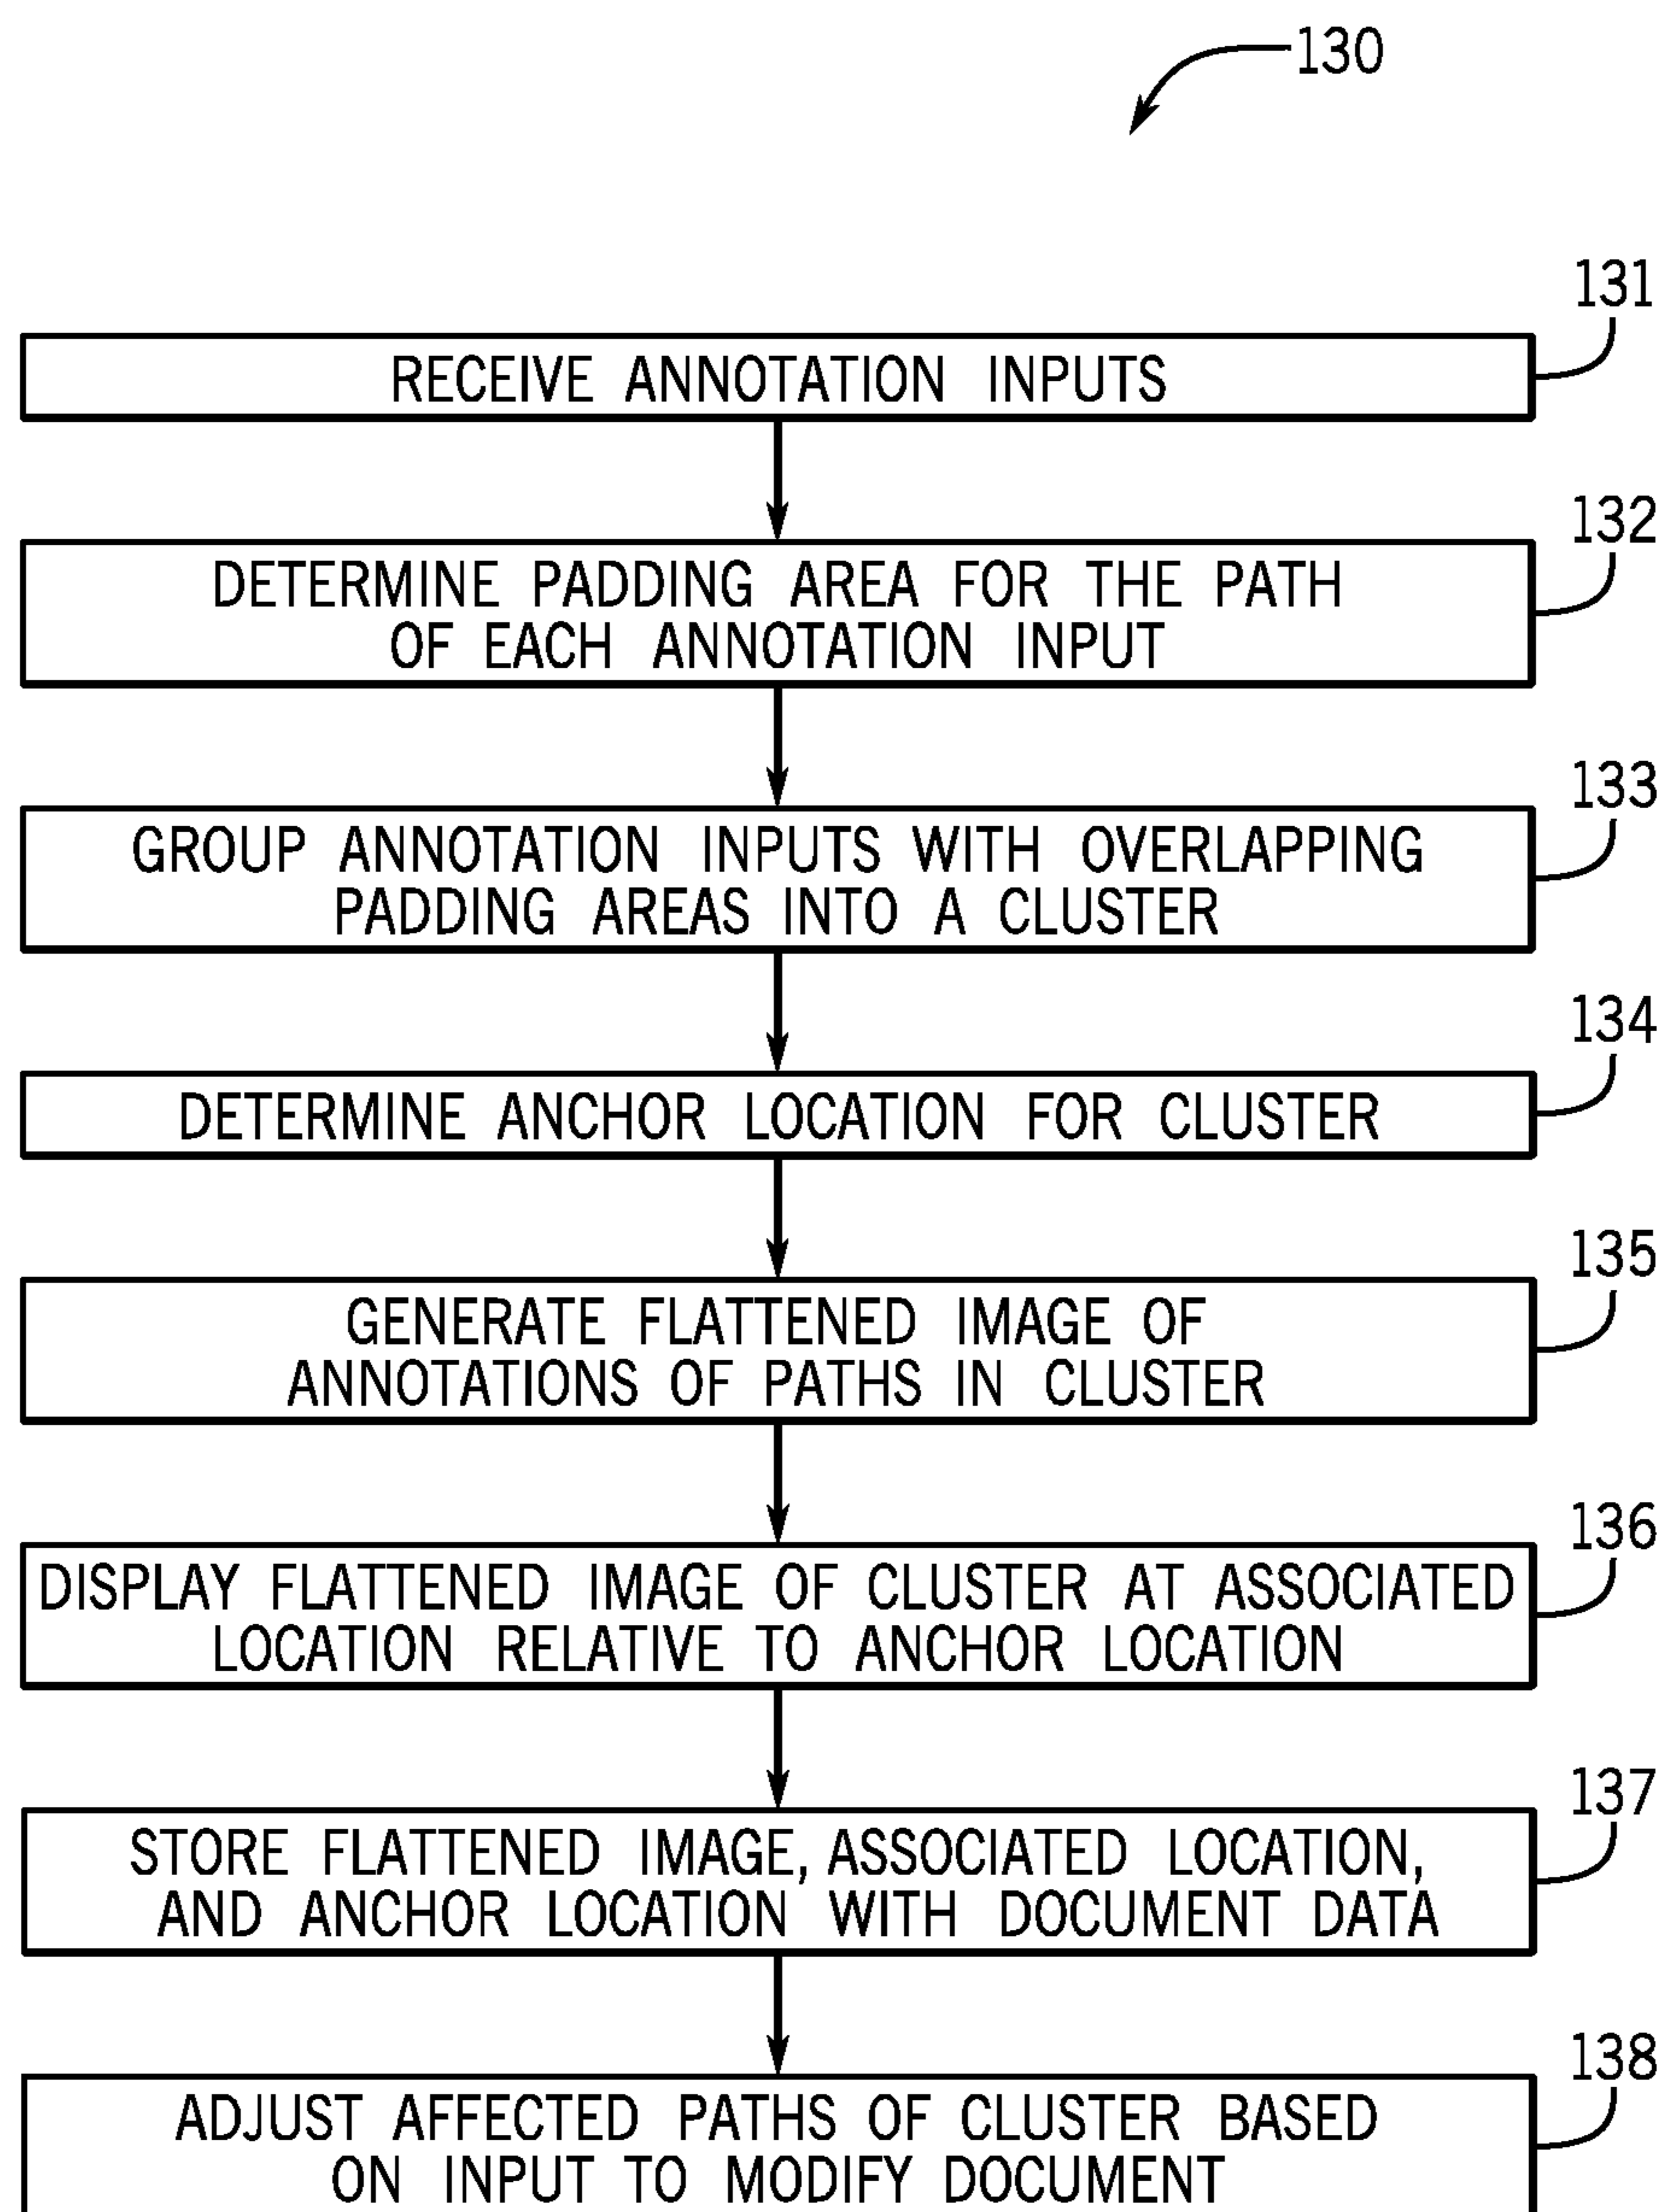 130
131
RECEIVE ANNOTATION INPUTS
132
DETERMINE PADDING AREA FOR THE PATH
OF EACH ANNOTATION INPUT
133
GROUP ANNOTATION INPUTS WITH OVERLAPPING
PADDING AREAS INTO A CLUSTER
134
DETERMINE ANCHOR LOCATION FOR CLUSTER
135
GENERATE FLATTENED IMAGE OF
ANNOTATIONS OF PATHS IN CLUSTER
136
DISPLAY FLATTENED IMAGE OF CLUSTER AT ASSOCIATED
LOCATION RELATIVE TO ANCHOR LOCATION
137
STORE FLATTENED IMAGE, ASSOCIATED LOCATION,
AND ANCHOR LOCATION WITH DOCUMENT DATA
138
ADJUST AFFECTED PATHS OF CLUSTER BASED
ON INPUT TO MODIFY DOCUMENT